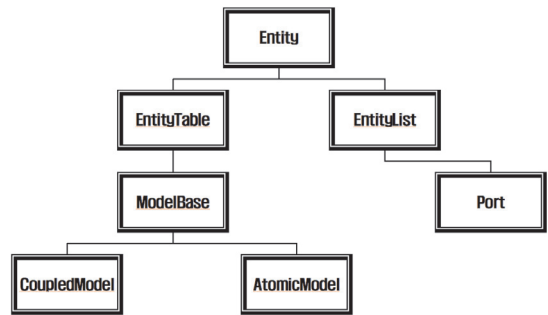 Entity
EntityTable
EntityList
ModelBase
Port
CoupledModel
AtomicModel